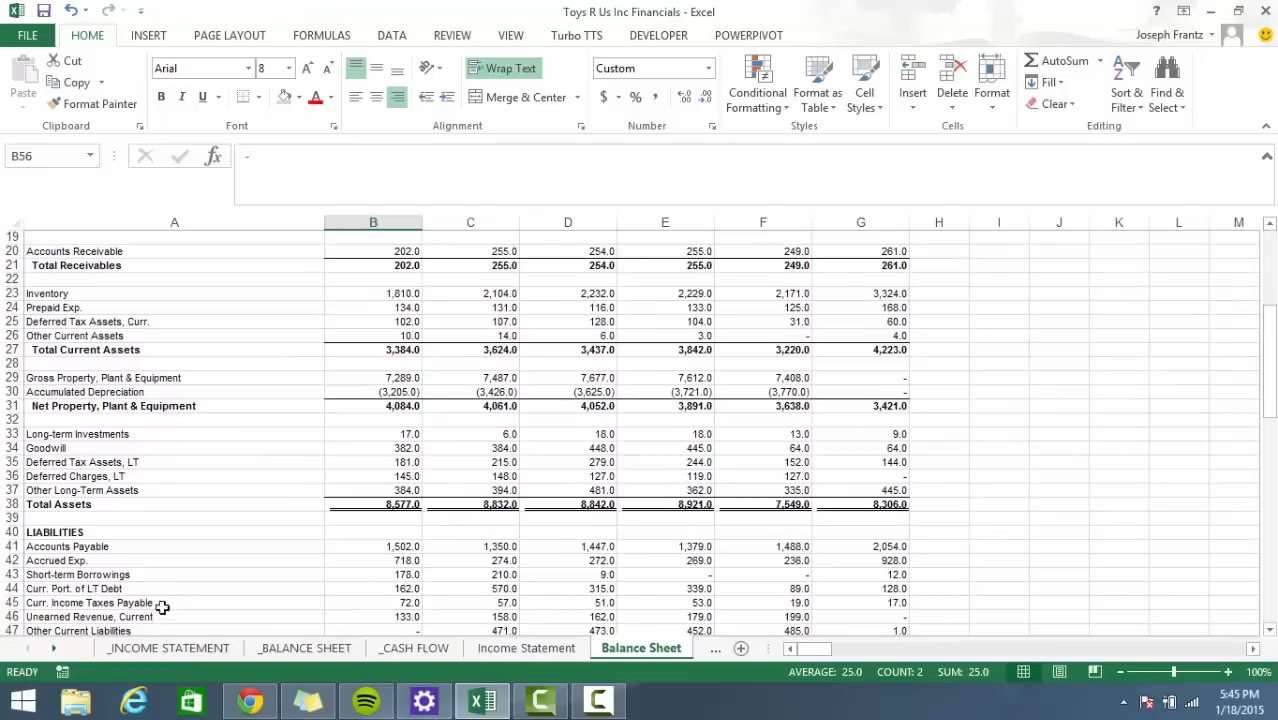 Toys R Us Inc Financials - Excel
FILE HOME INSERT PAGE LAYOUT FORMULAS DATA REVIEW VIEW Turbo TTS DEVELOPER POWERPIVOT Joseph Frantz
Cut
Copy
Format Painter
Paste
Clipboard
Arial 8
B I U
Font
Wrap Text
Merge & Center
Alignment
Custom
$ % ,
Number
Conditional Formatting
Format as Table
Cell Styles
Styles
Insert Delete Format
Cells
AutoSum
Fill
Clear
Sort & Filter
Find & Select
Editing
B56 fx -
A B C D E F G H I J K L M
19
20 Accounts Receivable 202.0 255.0 254.0 255.0 249.0 261.0
21 Total Receivables 202.0 255.0 254.0 255.0 249.0 261.0
22
23 Inventory 1,810.0 2,104.0 2,232.0 2,229.0 2,171.0 3,324.0
24 Prepaid Exp. 134.0 131.0 116.0 133.0 125.0 168.0
25 Deferred Tax Assets, Curr. 102.0 107.0 128.0 104.0 31.0 60.0
26 Other Current Assets 10.0 14.0 6.0 3.0 - 4.0
27 Total Current Assets 3,384.0 3,624.0 3,437.0 3,842.0 3,220.0 4,223.0
28
29 Gross Property, Plant & Equipment 7,289.0 7,487.0 7,677.0 7,612.0 7,408.0 -
30 Accumulated Depreciation (3,205.0) (3,426.0) (3,625.0) (3,721.0) (3,770.0) -
31 Net Property, Plant & Equipment 4,084.0 4,061.0 4,052.0 3,891.0 3,638.0 3,421.0
32
33 Long-term Investments 17.0 6.0 18.0 18.0 13.0 9.0
34 Goodwill 382.0 384.0 448.0 445.0 64.0 64.0
35 Deferred Tax Assets, LT 181.0 215.0 279.0 244.0 152.0 144.0
36 Deferred Charges, LT 145.0 148.0 127.0 119.0 127.0 -
37 Other Long-Term Assets 384.0 394.0 481.0 362.0 335.0 445.0
38 Total Assets 8,577.0 8,832.0 8,842.0 8,921.0 7,549.0 8,306.0
39
40 LIABILITIES
41 Accounts Payable 1,502.0 1,350.0 1,447.0 1,379.0 1,488.0 2,054.0
42 Accrued Exp. 718.0 274.0 272.0 269.0 236.0 928.0
43 Short-term Borrowings 178.0 210.0 9.0 - - 12.0
44 Curr. Port. of LT Debt 162.0 570.0 315.0 339.0 89.0 128.0
45 Curr. Income Taxes Payable 72.0 57.0 51.0 53.0 19.0 17.0
46 Unearned Revenue, Current 133.0 158.0 162.0 179.0 199.0 -
47 Other Current Liabilities - 471.0 473.0 452.0 485.0 1.0
_INCOME STATEMENT _BALANCE SHEET _CASH FLOW Income Statement Balance Sheet ...
READY AVERAGE: 25.0 COUNT: 2 SUM: 25.0 100%
5:45 PM
1/18/2015